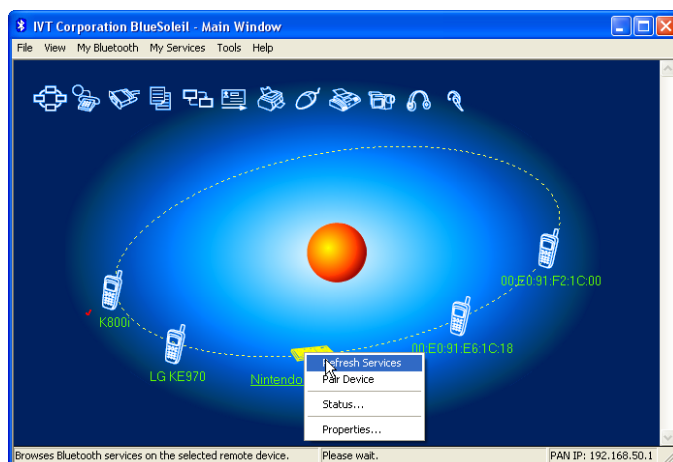 IVT Corporation BlueSoleil - Main Window
File View My Bluetooth My Services Tools Help
00:E0:91:F2:1C:00
K800i
00:E0:91:E6:1C:18
LG KE970
Nintendo
Refresh Services
Pair Device
Status...
Properties...
Browses Bluetooth services on the selected remote device. Please wait. PAN IP: 192.168.50.1